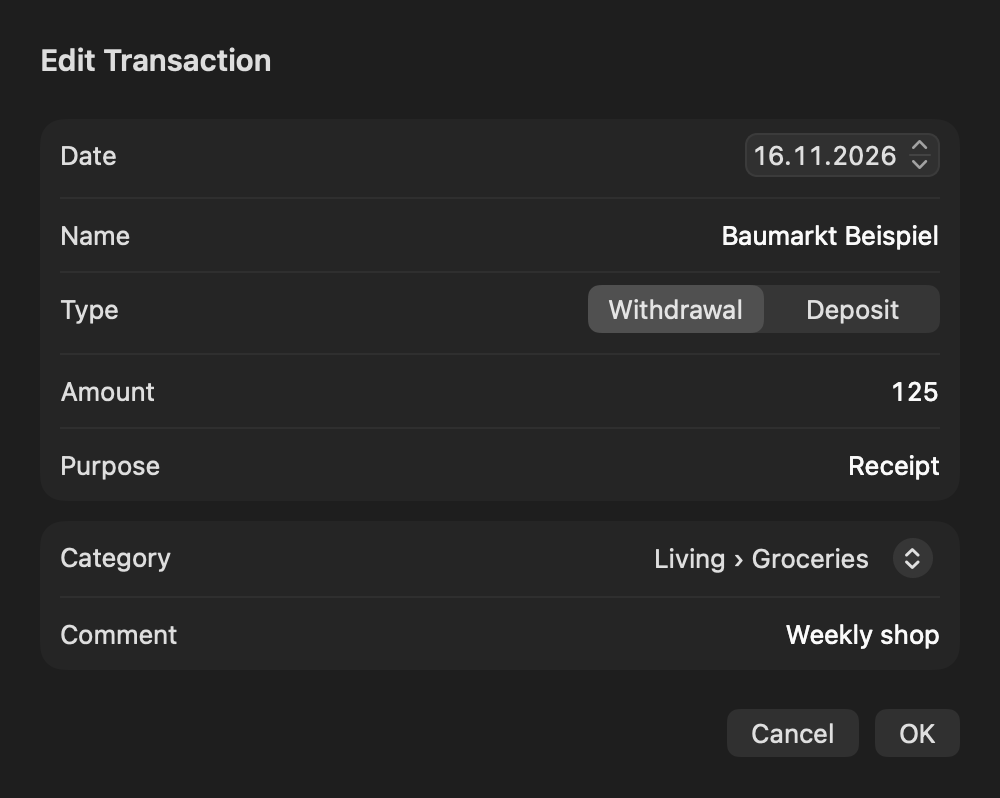 Edit Transaction
Date 16.11.2026
Name Baumarkt Beispiel
Type Withdrawal Deposit
Amount 125
Purpose Receipt
Category Living › Groceries
Comment Weekly shop
Cancel OK